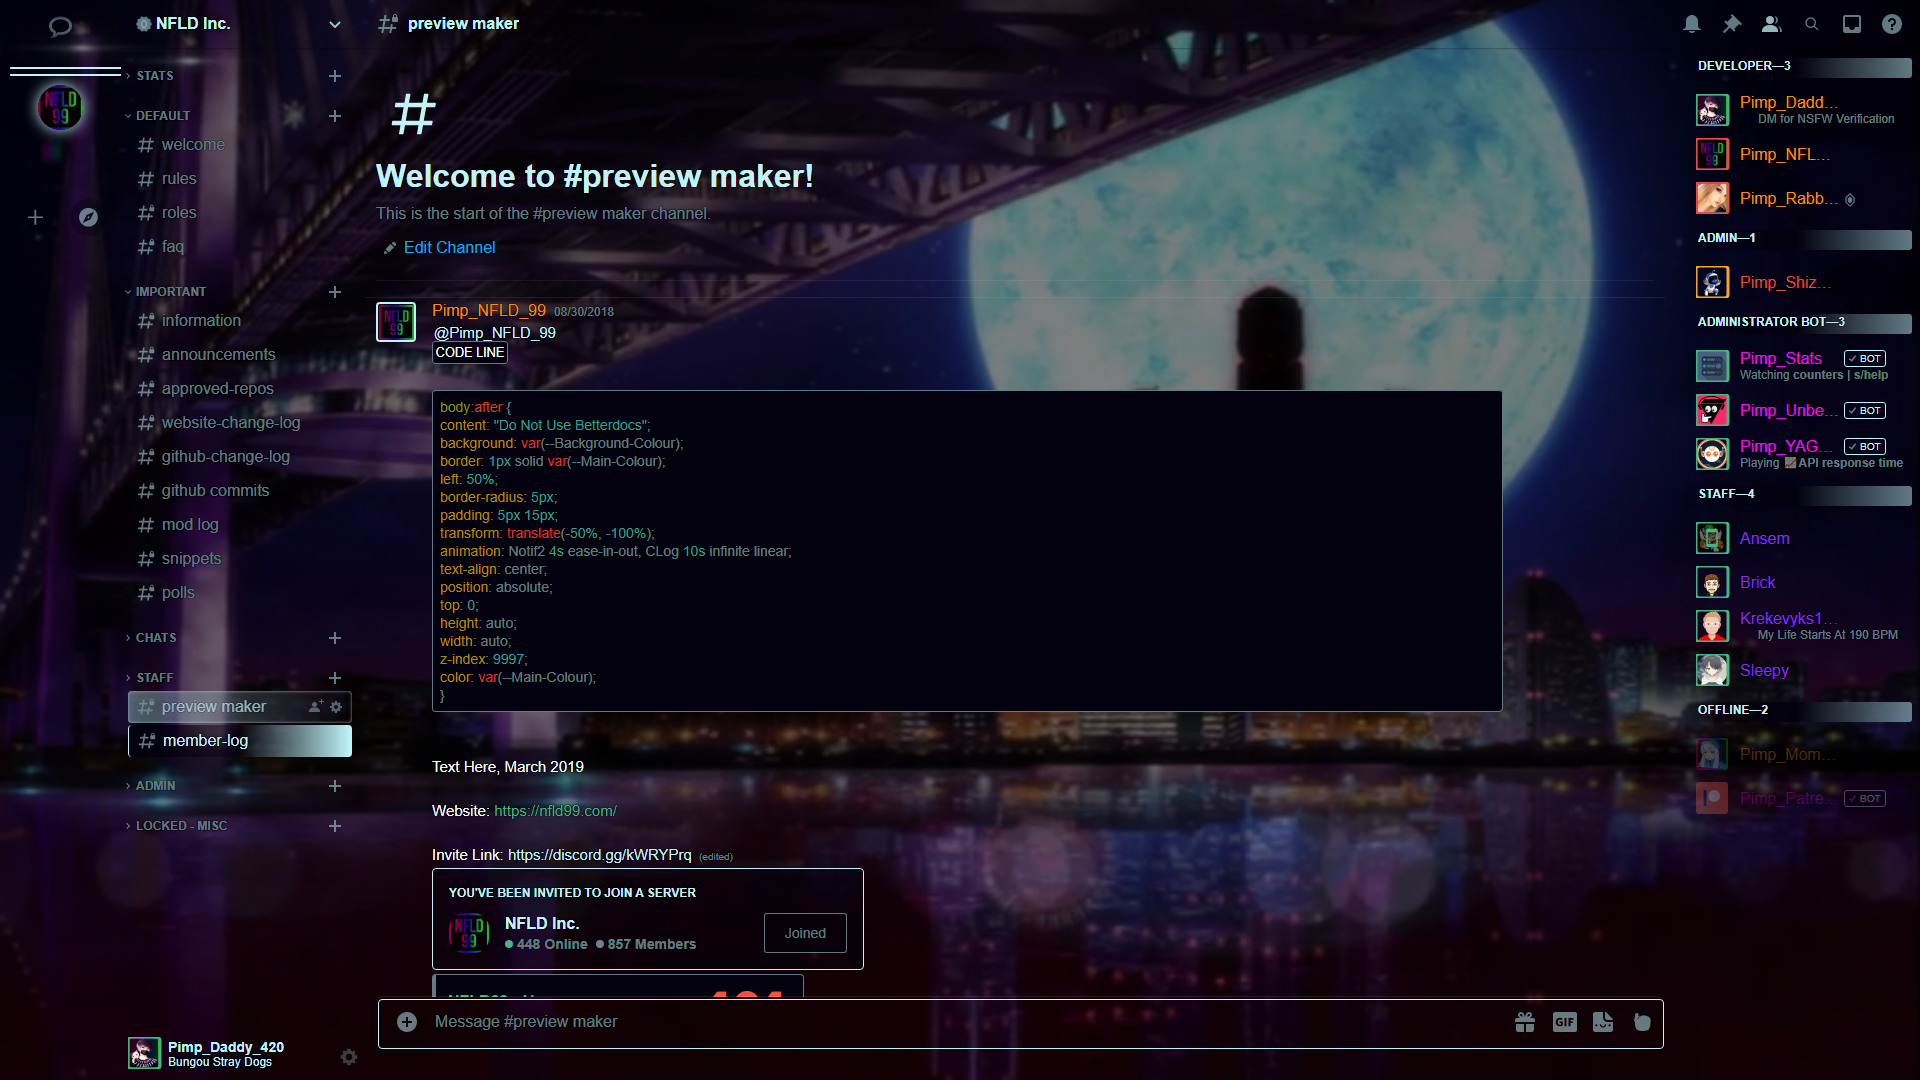 NFLD Inc.
STATS
NFLD
99
DEFAULT
welcome
rules
roles
faq
IMPORTANT
information
announcements
approved-repos
website-change-log
github-change-log
github commits
mod log
snippets
polls
CHATS
STAFF
preview maker
member-log
ADMIN
LOCKED - MISC
Pimp_Daddy_420
Bungou Stray Dogs
preview maker
#
Welcome to #preview maker!
This is the start of the #preview maker channel.
Edit Channel
NFLD
99
Pimp_NFLD_99 08/30/2018
@Pimp_NFLD_99
CODE LINE
body:after {
content: "Do Not Use Betterdocs";
background: var(--Background-Colour);
border: 1px solid var(--Main-Colour);
left: 50%;
border-radius: 5px;
padding: 5px 15px;
transform: translate(-50%, -100%);
animation: Notif2 4s ease-in-out, CLog 10s infinite linear;
text-align: center;
position: absolute;
top: 0;
height: auto;
width: auto;
z-index: 9997;
color: var(--Main-Colour);
}
Text Here, March 2019
Website: https://nfld99.com/
Invite Link: https://discord.gg/kWRYPrq (edited)
YOU'VE BEEN INVITED TO JOIN A SERVER
NFLD
99
NFLD Inc.
448 Online 857 Members
Joined
Message #preview maker
GIF
DEVELOPER—3
Pimp_Dadd...
DM for NSFW Verification
NFLD
99
Pimp_NFL...
Pimp_Rabb...
ADMIN—1
Pimp_Shiz...
ADMINISTRATOR BOT—3
Pimp_Stats ✓ BOT
Watching counters | s/help
Pimp_Unbe... ✓ BOT
Pimp_YAG... ✓ BOT
Playing 📈API response time
STAFF—4
Ansem
Brick
Krekevyks1...
My Life Starts At 190 BPM
Sleepy
OFFLINE—2
Pimp_Mom...
Pimp_Patre... ✓ BOT